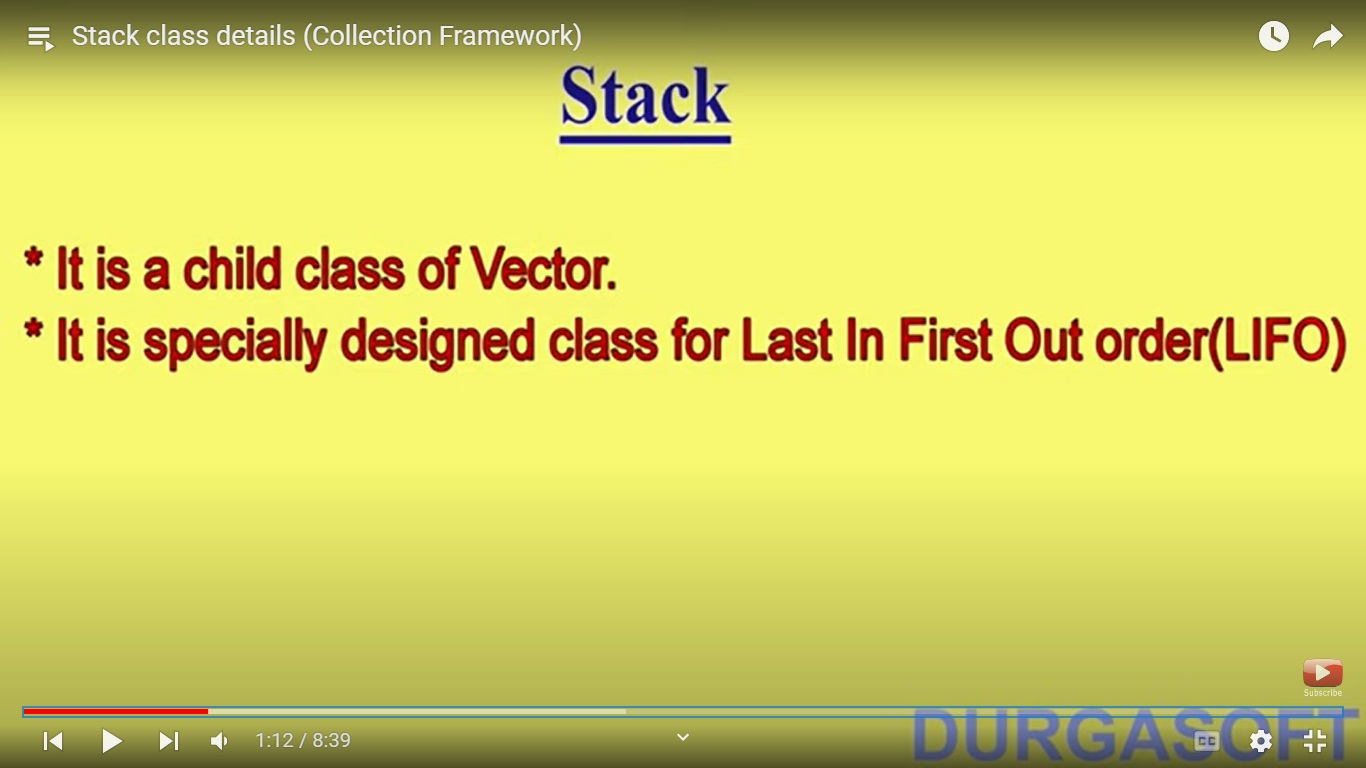 Stack class details (Collection Framework)
Stack
* It is a child class of Vector.
* It is specially designed class for Last In First Out order(LIFO)
Subscribe
DURGASOFT
1:12 / 8:39
CC